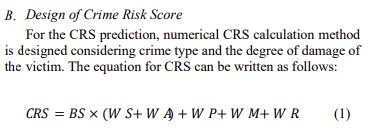 B. Design of Crime Risk Score
For the CRS prediction, numerical CRS calculation method
is designed considering crime type and the degree of damage of
the victim. The equation for CRS can be written as follows:
CRS = BS × (W S+ W A) + W P+ W M+ W R (1)